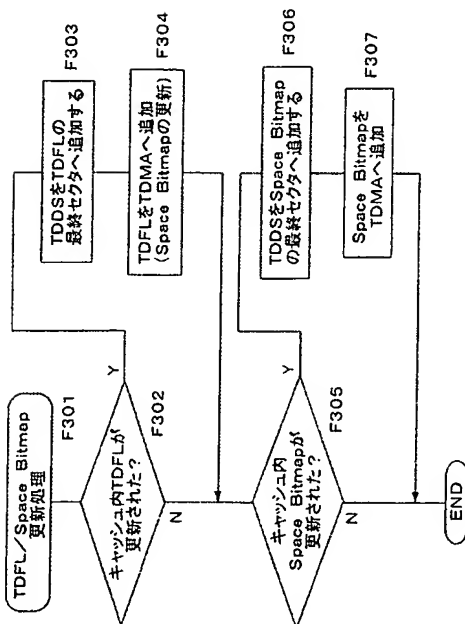 TDFL/Space Bitmap
更新処理
F301
キャッシュ内TDFLが
更新された?
F302
Y
N
TDDSをTDFLの
最終セクタへ追加する
F303
TDFLをTDMAへ追加
(Space Bitmapの更新)
F304
キャッシュ内
Space Bitmapが
更新された?
F305
Y
N
TDDSをSpace Bitmap
の最終セクタへ追加する
F306
Space Bitmapを
TDMAへ追加
F307
END